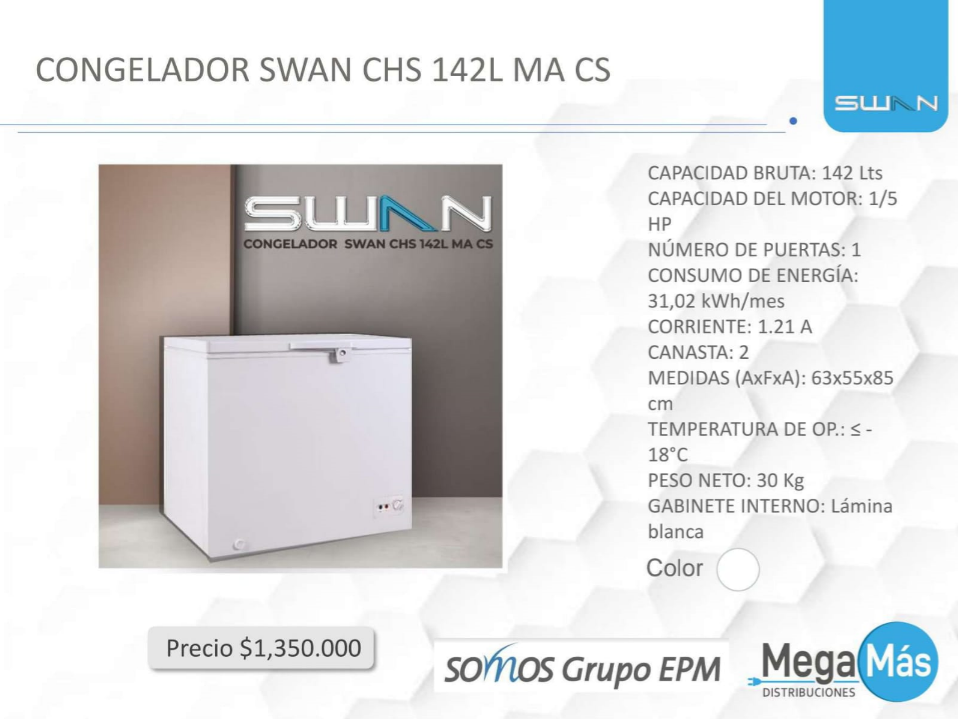 CONGELADOR SWAN CHS 142L MA CS
SWAN
SWAN
CONGELADOR SWAN CHS 142L MA CS
CAPACIDAD BRUTA: 142 Lts
CAPACIDAD DEL MOTOR: 1/5
HP
NÚMERO DE PUERTAS: 1
CONSUMO DE ENERGÍA:
31,02 kWh/mes
CORRIENTE: 1.21 A
CANASTA: 2
MEDIDAS (AxFxA): 63x55x85
cm
TEMPERATURA DE OP.: ≤ -
18°C
PESO NETO: 30 Kg
GABINETE INTERNO: Lámina
blanca
Color
Precio $1,350.000
SOMOS Grupo EPM
Mega Más
DISTRIBUCIONES